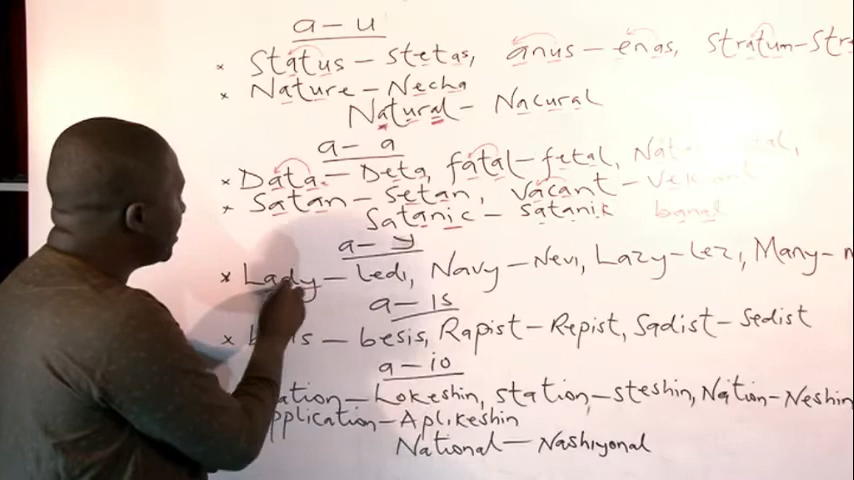 a - u
× Status - Stetas, anus - enas, Stratum - Str
× Nature - Necha
Natural - Nacural
a - a
× Data - Deta, fatal - fetal,
× Satan - Setan, Vacant -
Satanic - Satanik banal
a - y
× Lady - Ledi, Navy - Nevi, Lazy - Lezi, Many -
a - is
× - besis, Rapist - Repist, Sadist - Sedist
a - io
ation - Lokeshin, Station - Steshin, Nation - Neshin
pplication - Aplikeshin
National - Nashiyonal